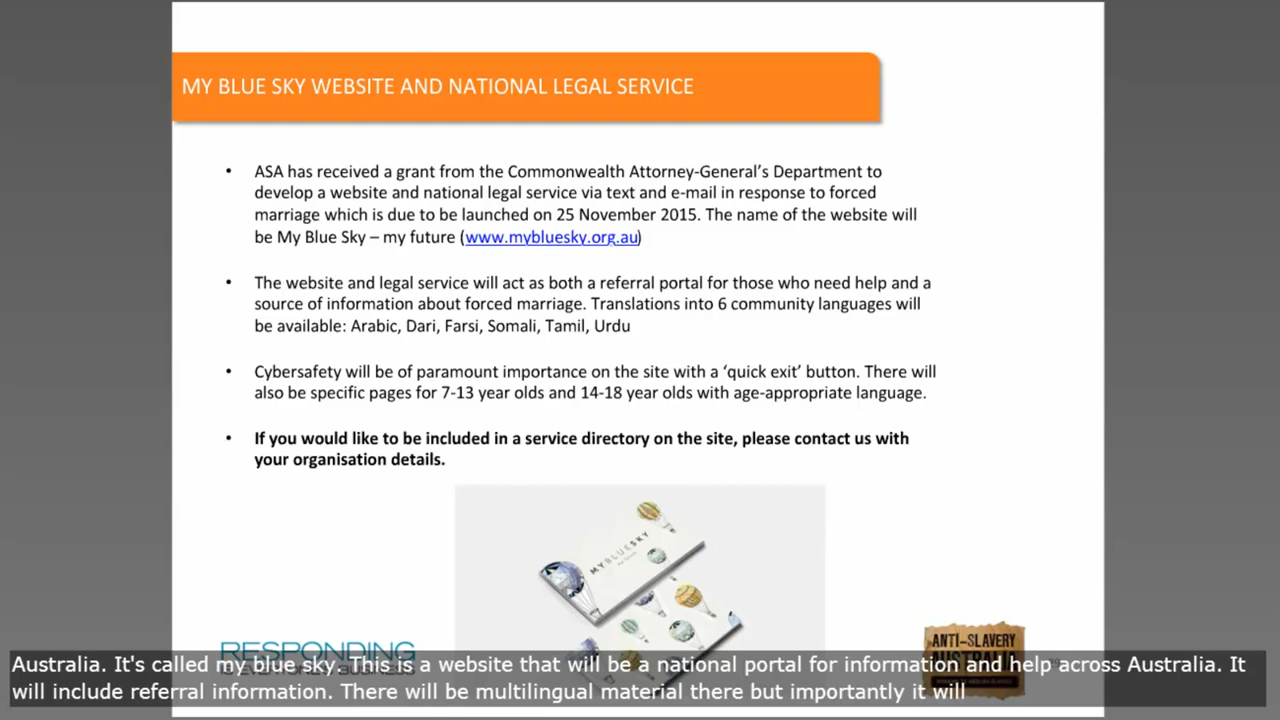 MY BLUE SKY WEBSITE AND NATIONAL LEGAL SERVICE
• ASA has received a grant from the Commonwealth Attorney-General’s Department to
develop a website and national legal service via text and e-mail in response to forced
marriage which is due to be launched on 25 November 2015. The name of the website will
be My Blue Sky – my future (www.mybluesky.org.au)
• The website and legal service will act as both a referral portal for those who need help and a
source of information about forced marriage. Translations into 6 community languages will
be available: Arabic, Dari, Farsi, Somali, Tamil, Urdu
• Cybersafety will be of paramount importance on the site with a ‘quick exit’ button. There will
also be specific pages for 7-13 year olds and 14-18 year olds with age-appropriate language.
• If you would like to be included in a service directory on the site, please contact us with
your organisation details.
MYBLUESKY
RESPONDING
ANTI-SLAVERY
AUSTRALIA
Australia. It's called my blue sky. This is a website that will be a national portal for information and help across Australia. It
will include referral information. There will be multilingual material there but importantly it will